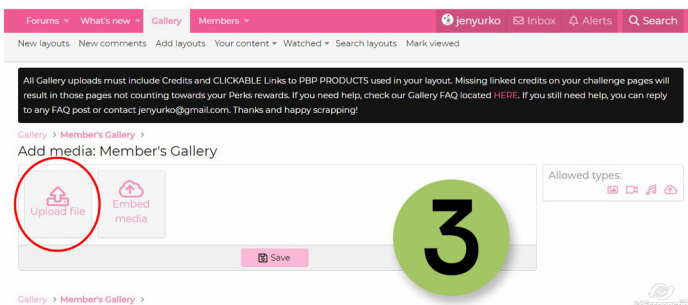 Forums What's new Gallery Members jenyurko Inbox Alerts Search
New layouts New comments Add layouts Your content Watched Search layouts Mark viewed
All Gallery uploads must include Credits and CLICKABLE Links to PBP PRODUCTS used in your layout. Missing linked credits on your challenge pages will
result in those pages not counting towards your Perks rewards. If you need help, check our Gallery FAQ located HERE. If you still need help, you can reply
to any FAQ post or contact jenyurko@gmail.com. Thanks and happy scrapping!
Gallery > Member's Gallery >
Add media: Member's Gallery
Allowed types:
Upload file
Embed
media
3
Save
Gallery > Member's Gallery >